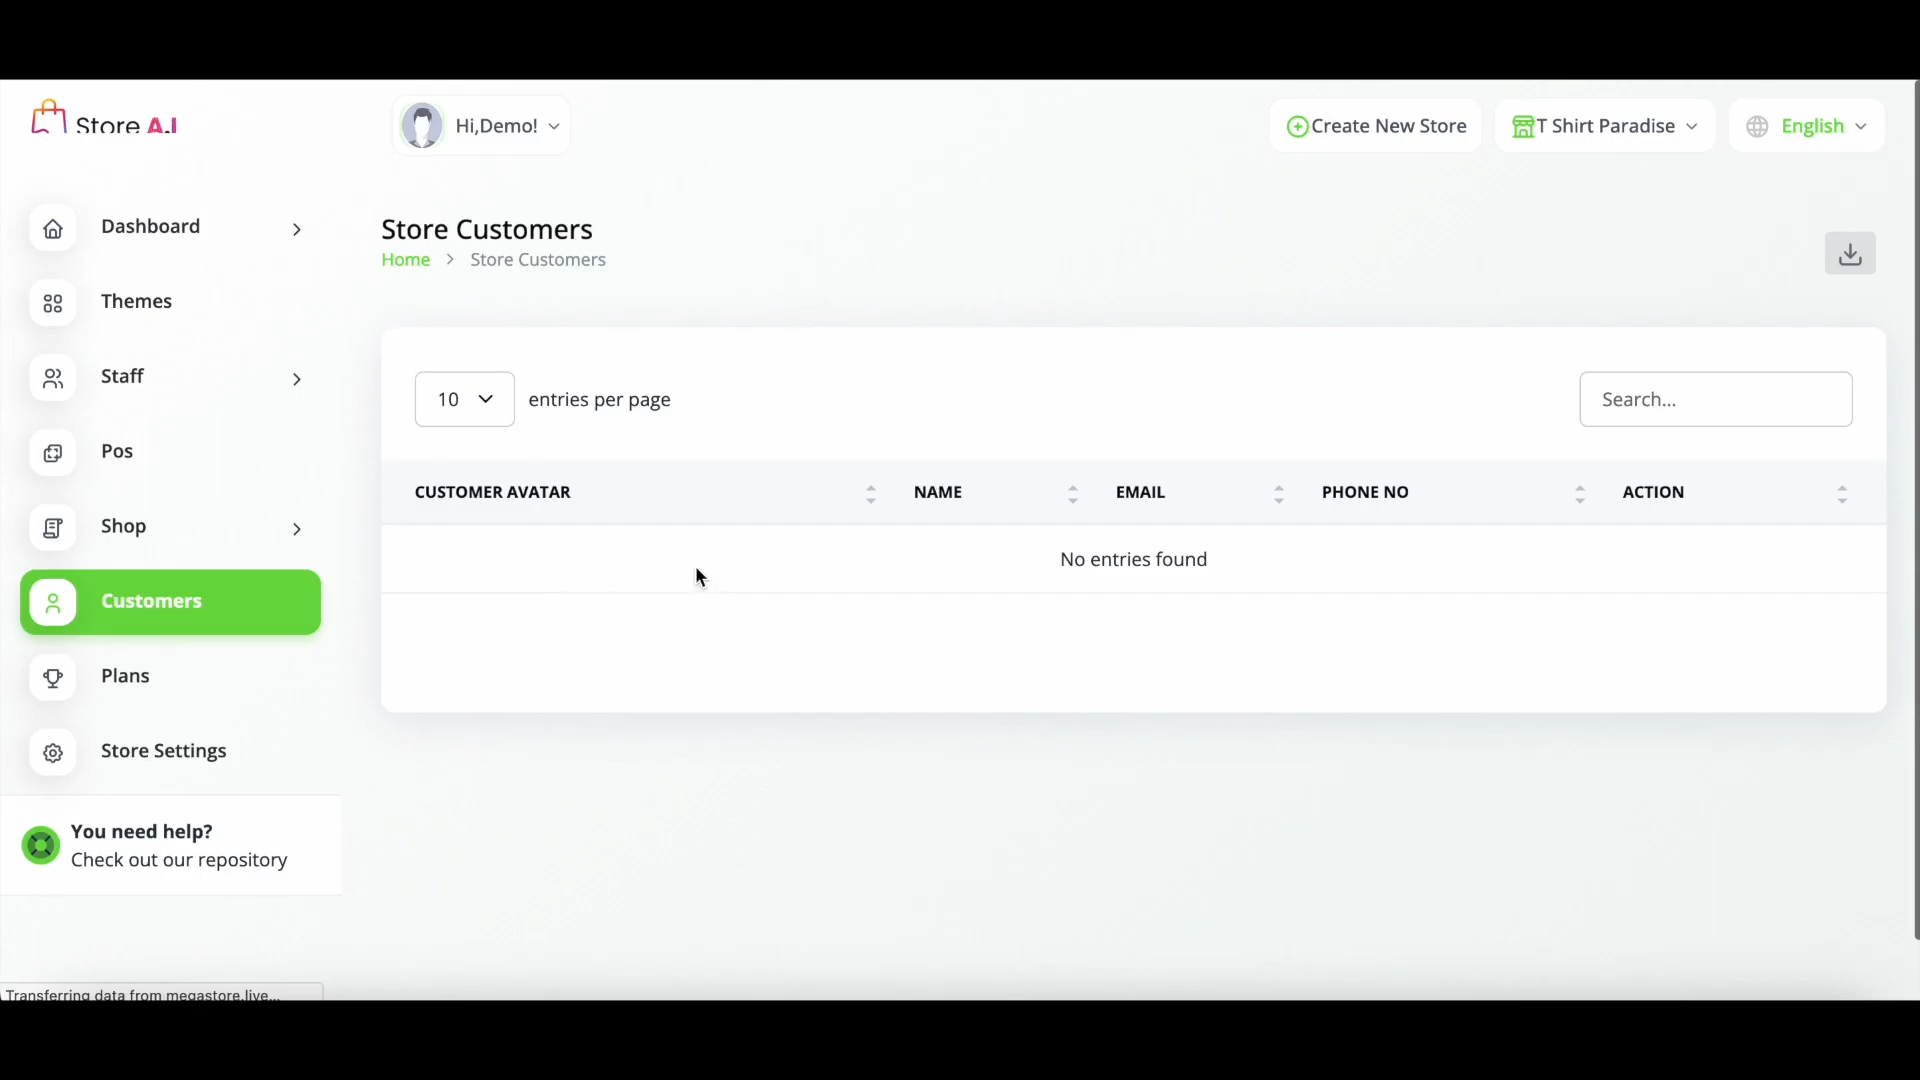 Store A.I
Hi,Demo!
Create New Store
T Shirt Paradise
English
Dashboard
Themes
Staff
Pos
Shop
Customers
Plans
Store Settings
You need help?
Check out our repository
Store Customers
Home > Store Customers
10 entries per page
Search...
CUSTOMER AVATAR NAME EMAIL PHONE NO ACTION
No entries found
Transferring data from megastore.live...